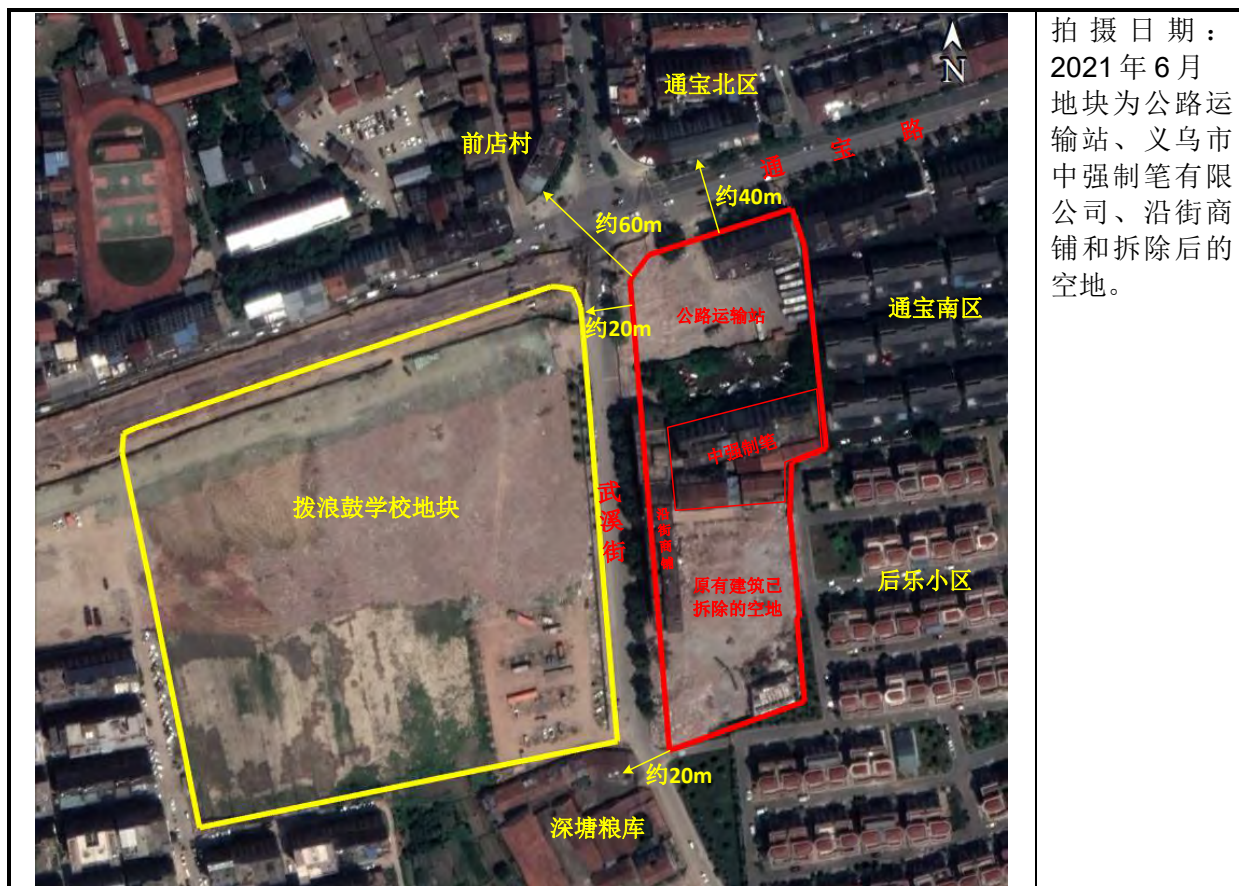 通宝北区
前店村
通宝路
约40m
约60m
约20m
公路运输站
通宝南区
中强制笔
拨浪鼓学校地块
武溪街
沿街商铺
原有建筑已
拆除的空地
后乐小区
约20m
深塘粮库
N
拍摄日期：
2021年6月
地块为公路运
输站、义乌市
中强制笔有限
公司、沿街商
铺和拆除后的
空地。